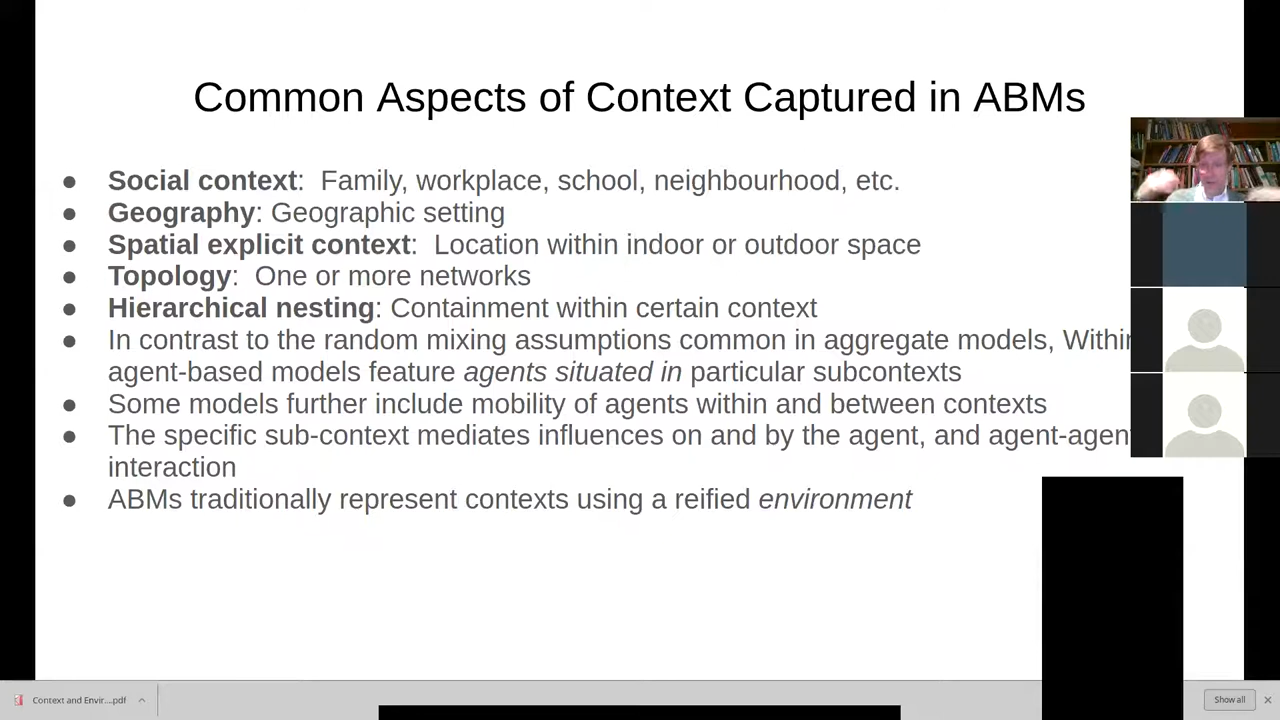 Common Aspects of Context Captured in ABMs
● Social context: Family, workplace, school, neighbourhood, etc.
● Geography: Geographic setting
● Spatial explicit context: Location within indoor or outdoor space
● Topology: One or more networks
● Hierarchical nesting: Containment within certain context
● In contrast to the random mixing assumptions common in aggregate models, Within
agent-based models feature agents situated in particular subcontexts
● Some models further include mobility of agents within and between contexts
● The specific sub-context mediates influences on and by the agent, and agent-agent
interaction
● ABMs traditionally represent contexts using a reified environment
Context and Envir....pdf
Show all